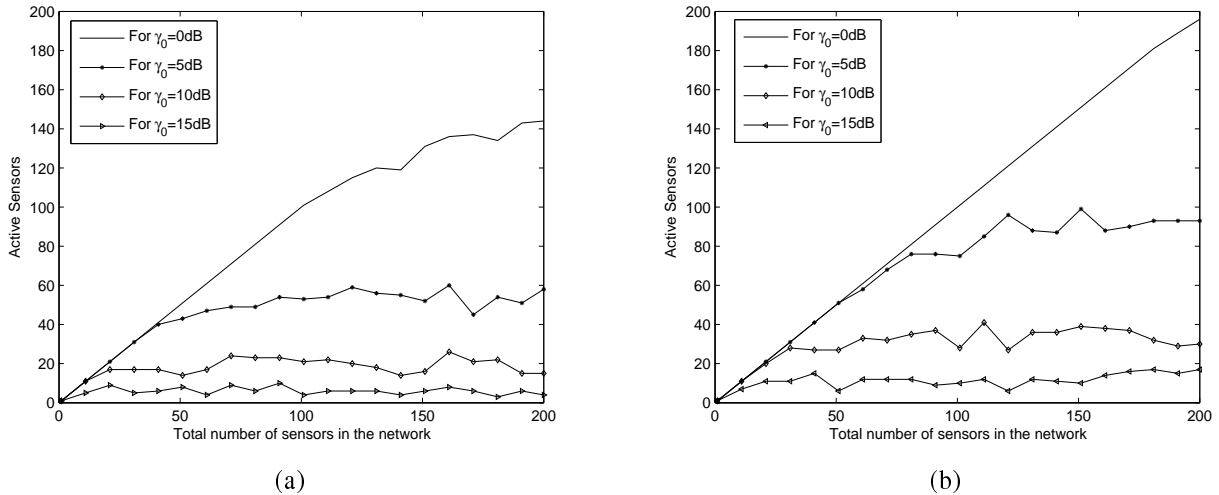 200
180
160
140
120
100
80
60
40
20
0
Active Sensors
For γ0=0dB
For γ0=5dB
For γ0=10dB
For γ0=15dB
0 50 100 150 200
Total number of sensors in the network
(a)
200
180
160
140
120
100
80
60
40
20
0
Active Sensors
For γ0=0dB
For γ0=5dB
For γ0=10dB
For γ0=15dB
0 50 100 150 200
Total number of sensors in the network
(b)